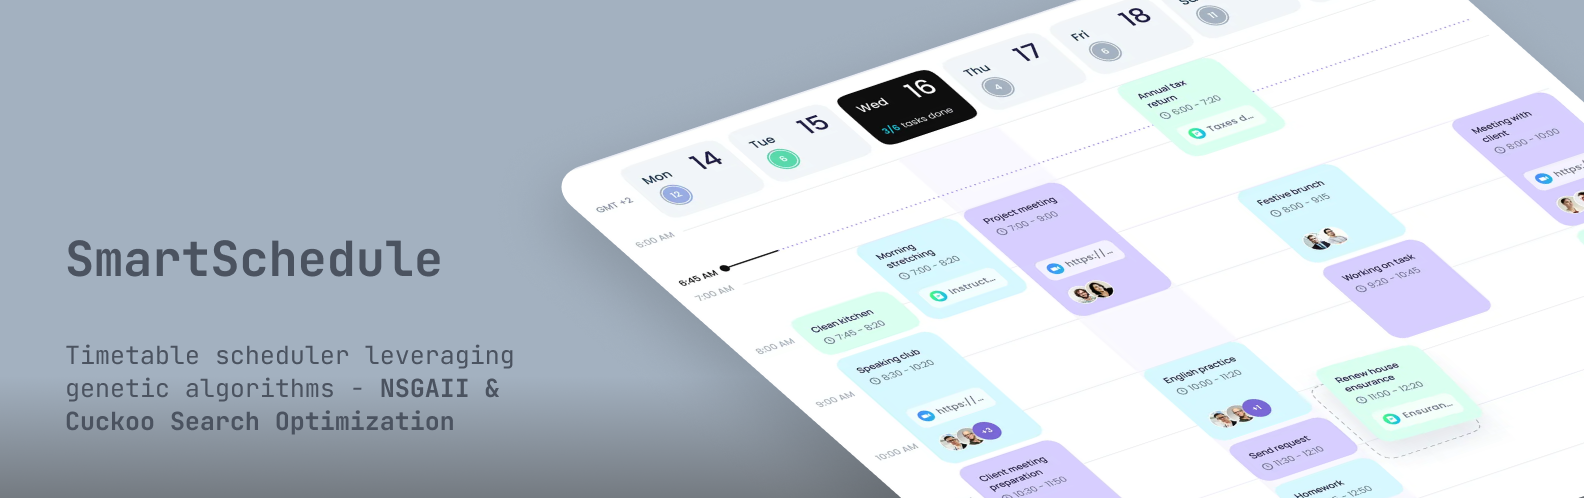 SmartSchedule
Timetable scheduler leveraging
genetic algorithms - NSGAII &
Cuckoo Search Optimization
GMT +2
Mon 14
12
Tue 15
6
Wed 16
3/6 tasks done
Thu 17
4
Fri 18
6
11
6:00 AM
6:45 AM
7:00 AM
8:00 AM
9:00 AM
10:00 AM
Clean kitchen
7:45 - 8:20
Speaking club
8:30 - 10:20
https://...
+3
Client meeting
preparation
10:30 - 11:50
Morning
stretching
7:00 - 8:20
Instruct...
Project meeting
7:00 - 9:00
https://...
English practice
10:00 - 11:20
+1
Send request
11:30 - 12:10
Homework
- 12:50
Annual tax
return
6:00 - 7:20
Taxes d...
Festive brunch
8:00 - 9:15
Working on task
9:20 - 10:45
Renew house
ensurance
11:00 - 12:20
Ensuran...
Meeting with
client
8:00 - 10:00
https: